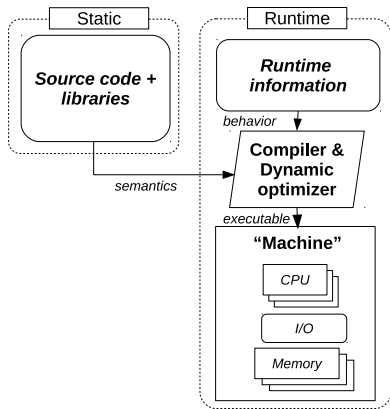 Static
Source code +
libraries
Runtime
Runtime
information
behavior
Compiler &
Dynamic
optimizer
semantics
executable
“Machine”
CPU
I/O
Memory